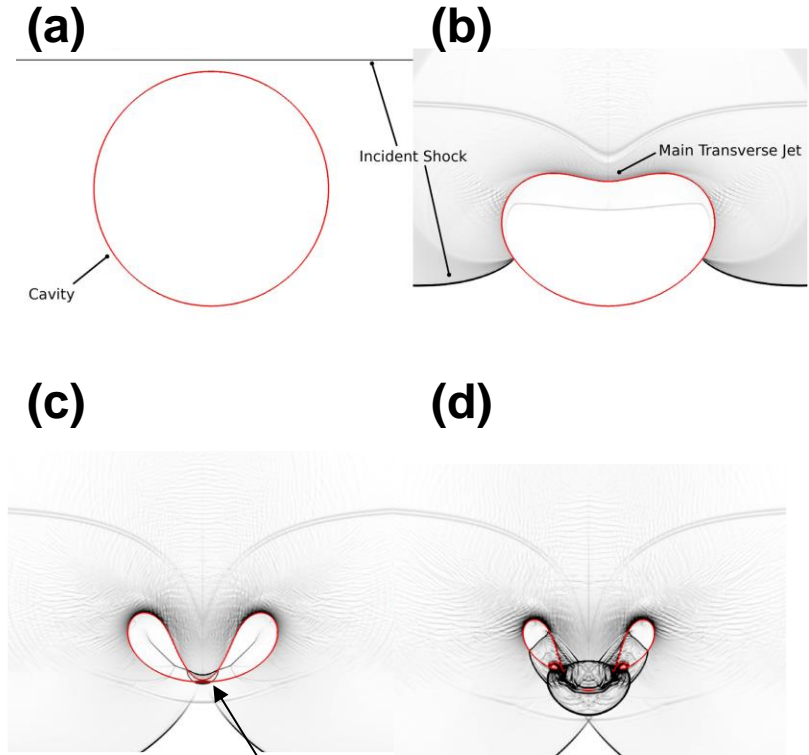 (a)
(b)
Incident Shock
Main Transverse Jet
Cavity
(c)
(d)